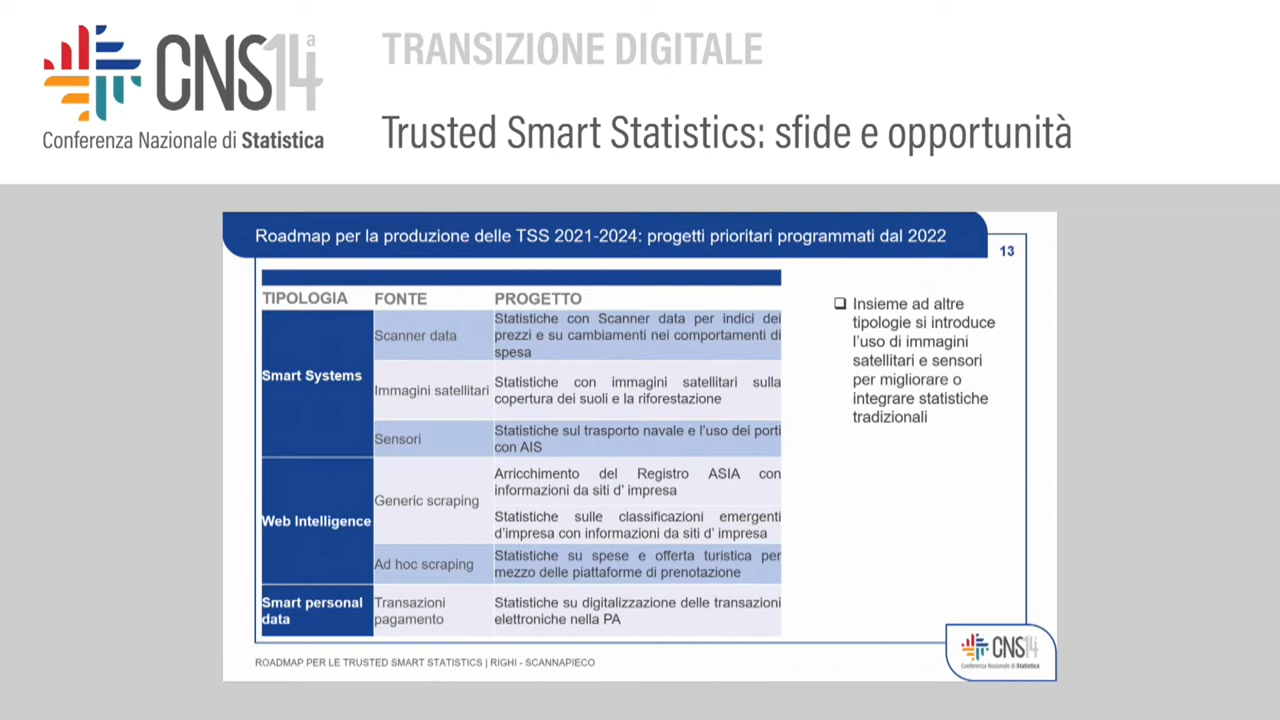 CNS14ª
Conferenza Nazionale di Statistica
TRANSIZIONE DIGITALE
Trusted Smart Statistics: sfide e opportunità
Roadmap per la produzione delle TSS 2021-2024: progetti prioritari programmati dal 2022
13
TIPOLOGIA FONTE PROGETTO
Smart Systems
Scanner data
Statistiche con Scanner data per indici dei
prezzi e su cambiamenti nei comportamenti di
spesa
Immagini satellitari
Statistiche con immagini satellitari sulla
copertura dei suoli e la riforestazione
Sensori
Statistiche sul trasporto navale e l'uso dei porti
con AIS
Web Intelligence
Generic scraping
Arricchimento del Registro ASIA con
informazioni da siti d' impresa
Statistiche sulle classificazioni emergenti
d'impresa con informazioni da siti d' impresa
Ad hoc scraping
Statistiche su spese e offerta turistica per
mezzo delle piattaforme di prenotazione
Smart personal
data
Transazioni
pagamento
Statistiche su digitalizzazione delle transazioni
elettroniche nella PA
Insieme ad altre
tipologie si introduce
l'uso di immagini
satellitari e sensori
per migliorare o
integrare statistiche
tradizionali
ROADMAP PER LE TRUSTED SMART STATISTICS | RIGHI - SCANNAPIECO
CNS14ª
Conferenza Nazionale di Statistica